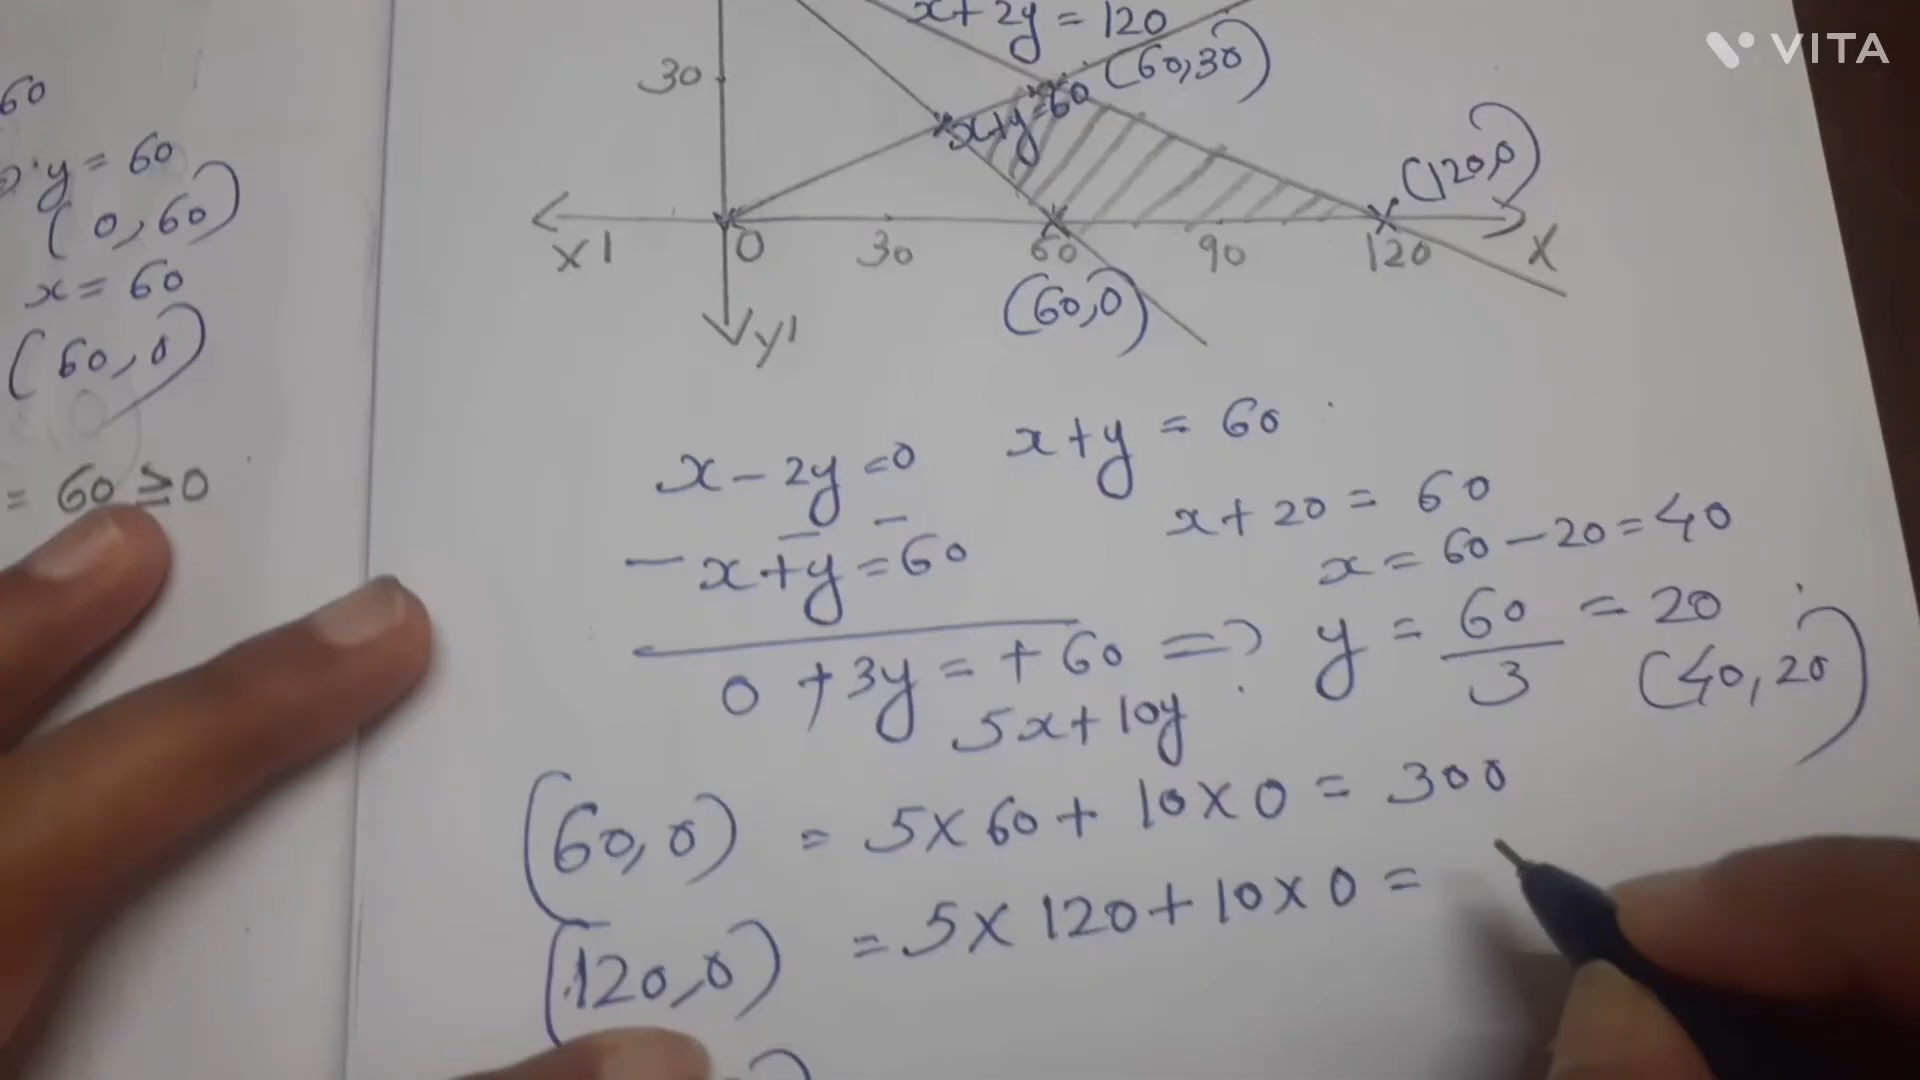 VITA
60
y = 60
(0, 60)
x = 60
(60, 0)
= 60 ≥ 0
x + 2y = 120
(60, 30)
30
x+y=60
(120, 0)
X1 0 30 60 90 120 X
(60, 0)
y1
x - 2y = 0
- x + y = 60
0 + 3y = + 60 => y = 60/3 = 20
x + y = 60
x + 20 = 60
x = 60 - 20 = 40
(40, 20)
5x + 10y
(60, 0) = 5 x 60 + 10 x 0 = 300
(120, 0) = 5 x 120 + 10 x 0 =